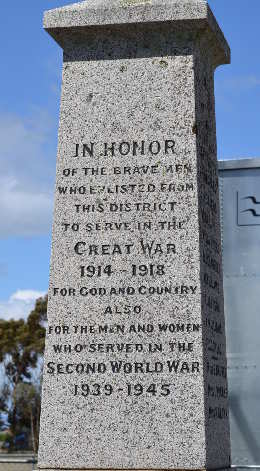 IN HONOR
OF THE BRAVE MEN
WHO ENLISTED FROM
THIS DISTRICT
TO SERVE IN THE
GREAT WAR
1914 - 1918
FOR GOD AND COUNTRY
ALSO
FOR THE MEN AND WOMEN
WHO SERVED IN THE
SECOND WORLD WAR
1939 - 1945